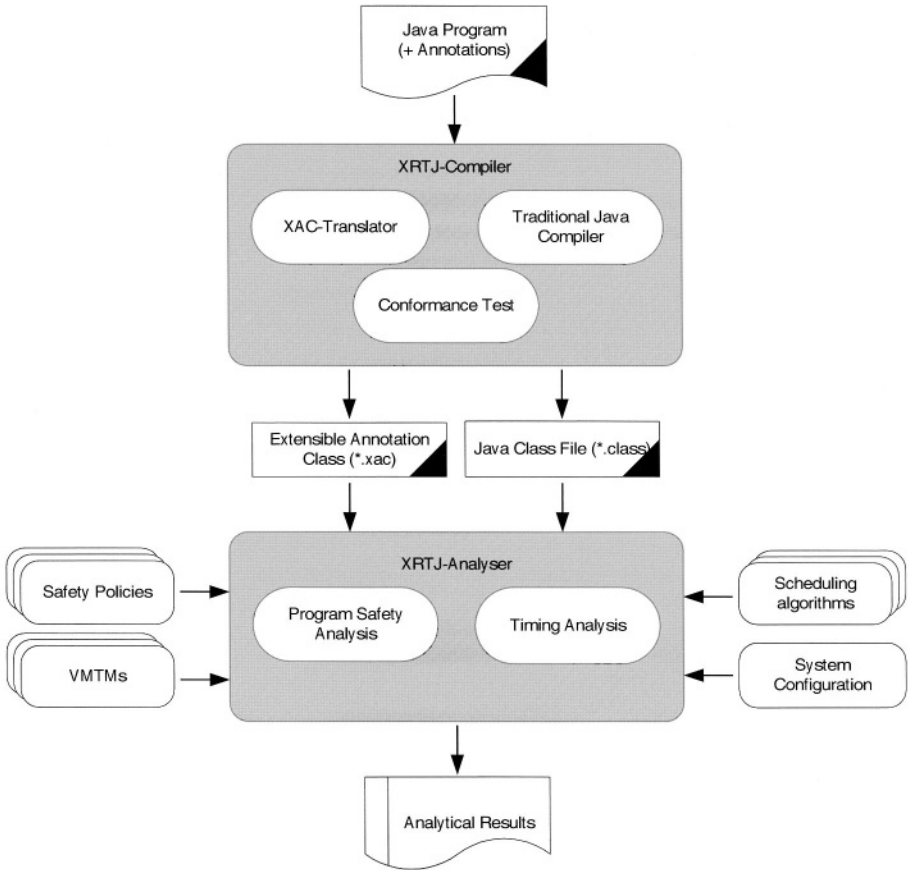 Java Program
(+ Annotations)
XRTJ-Compiler
XAC-Translator
Traditional Java
Compiler
Conformance Test
Extensible Annotation
Class (*.xac)
Java Class File (*.class)
XRTJ-Analyser
Safety Policies
Program Safety
Analysis
Timing Analysis
Scheduling
algorithms
VMTMs
System
Configuration
Analytical Results